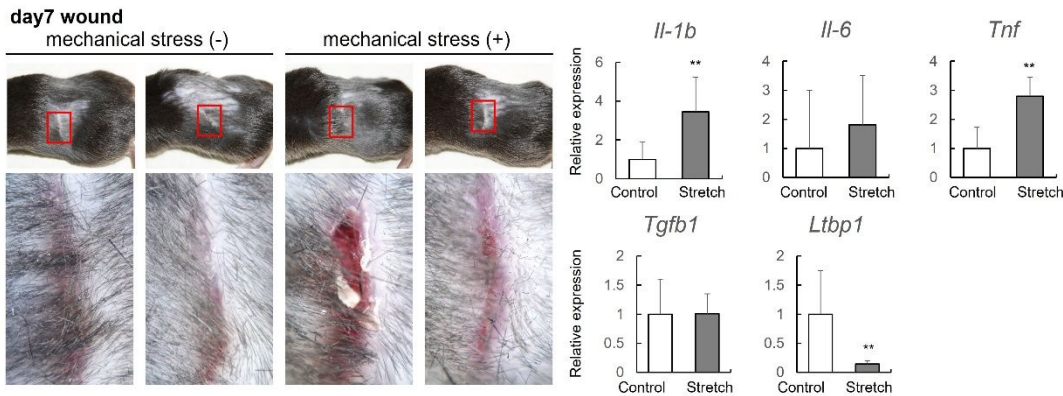 day7 wound
mechanical stress (-)
mechanical stress (+)
Il-1b
Relative expression
6
4
2
0
**
Control
Stretch
Il-6
4
3
2
1
0
Control
Stretch
Tnf
4
3
2
1
0
**
Control
Stretch
Tgfb1
Relative expression
2
1.5
1
0.5
0
Control
Stretch
Ltbp1
2
1.5
1
0.5
0
**
Control
Stretch